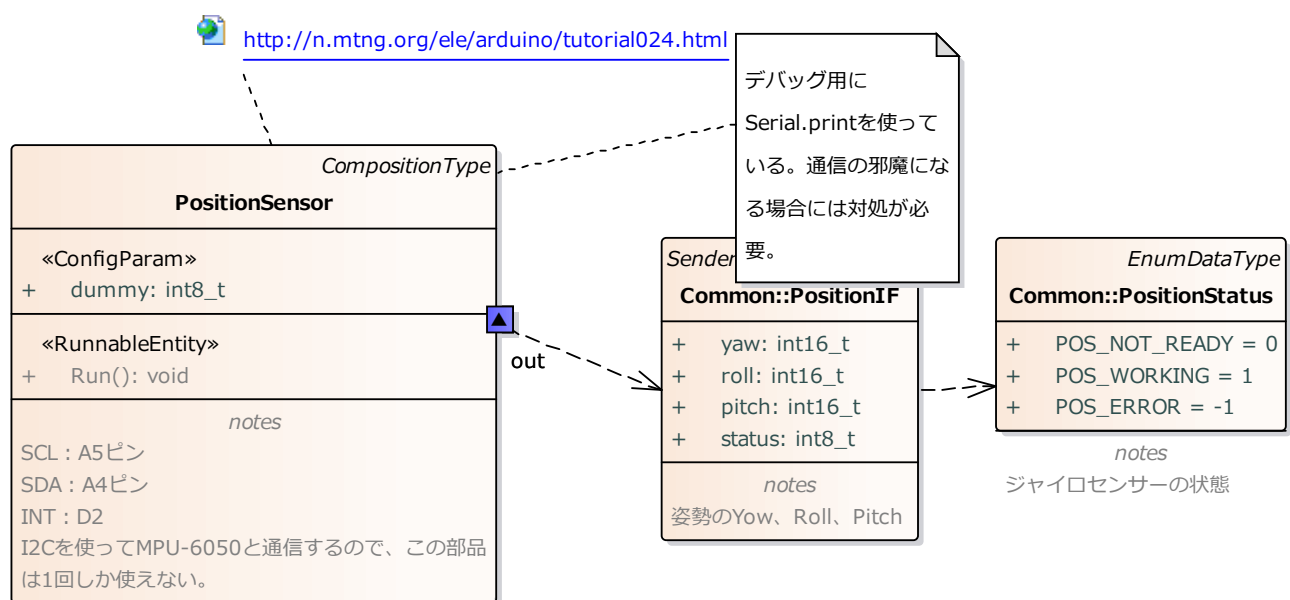 http://n.mtng.org/ele/arduino/tutorial024.html
デバッグ用に
Serial.printを使って
いる。通信の邪魔にな
る場合には対処が必
要。
CompositionType
PositionSensor
«ConfigParam»
+ dummy: int8_t
«RunnableEntity»
+ Run(): void
notes
SCL：A5ピン
SDA：A4ピン
INT：D2
I2Cを使ってMPU-6050と通信するので、この部品
は1回しか使えない。
out
Sender
Common::PositionIF
+ yaw: int16_t
+ roll: int16_t
+ pitch: int16_t
+ status: int8_t
notes
姿勢のYow、Roll、Pitch
EnumDataType
Common::PositionStatus
+ POS_NOT_READY = 0
+ POS_WORKING = 1
+ POS_ERROR = -1
notes
ジャイロセンサーの状態